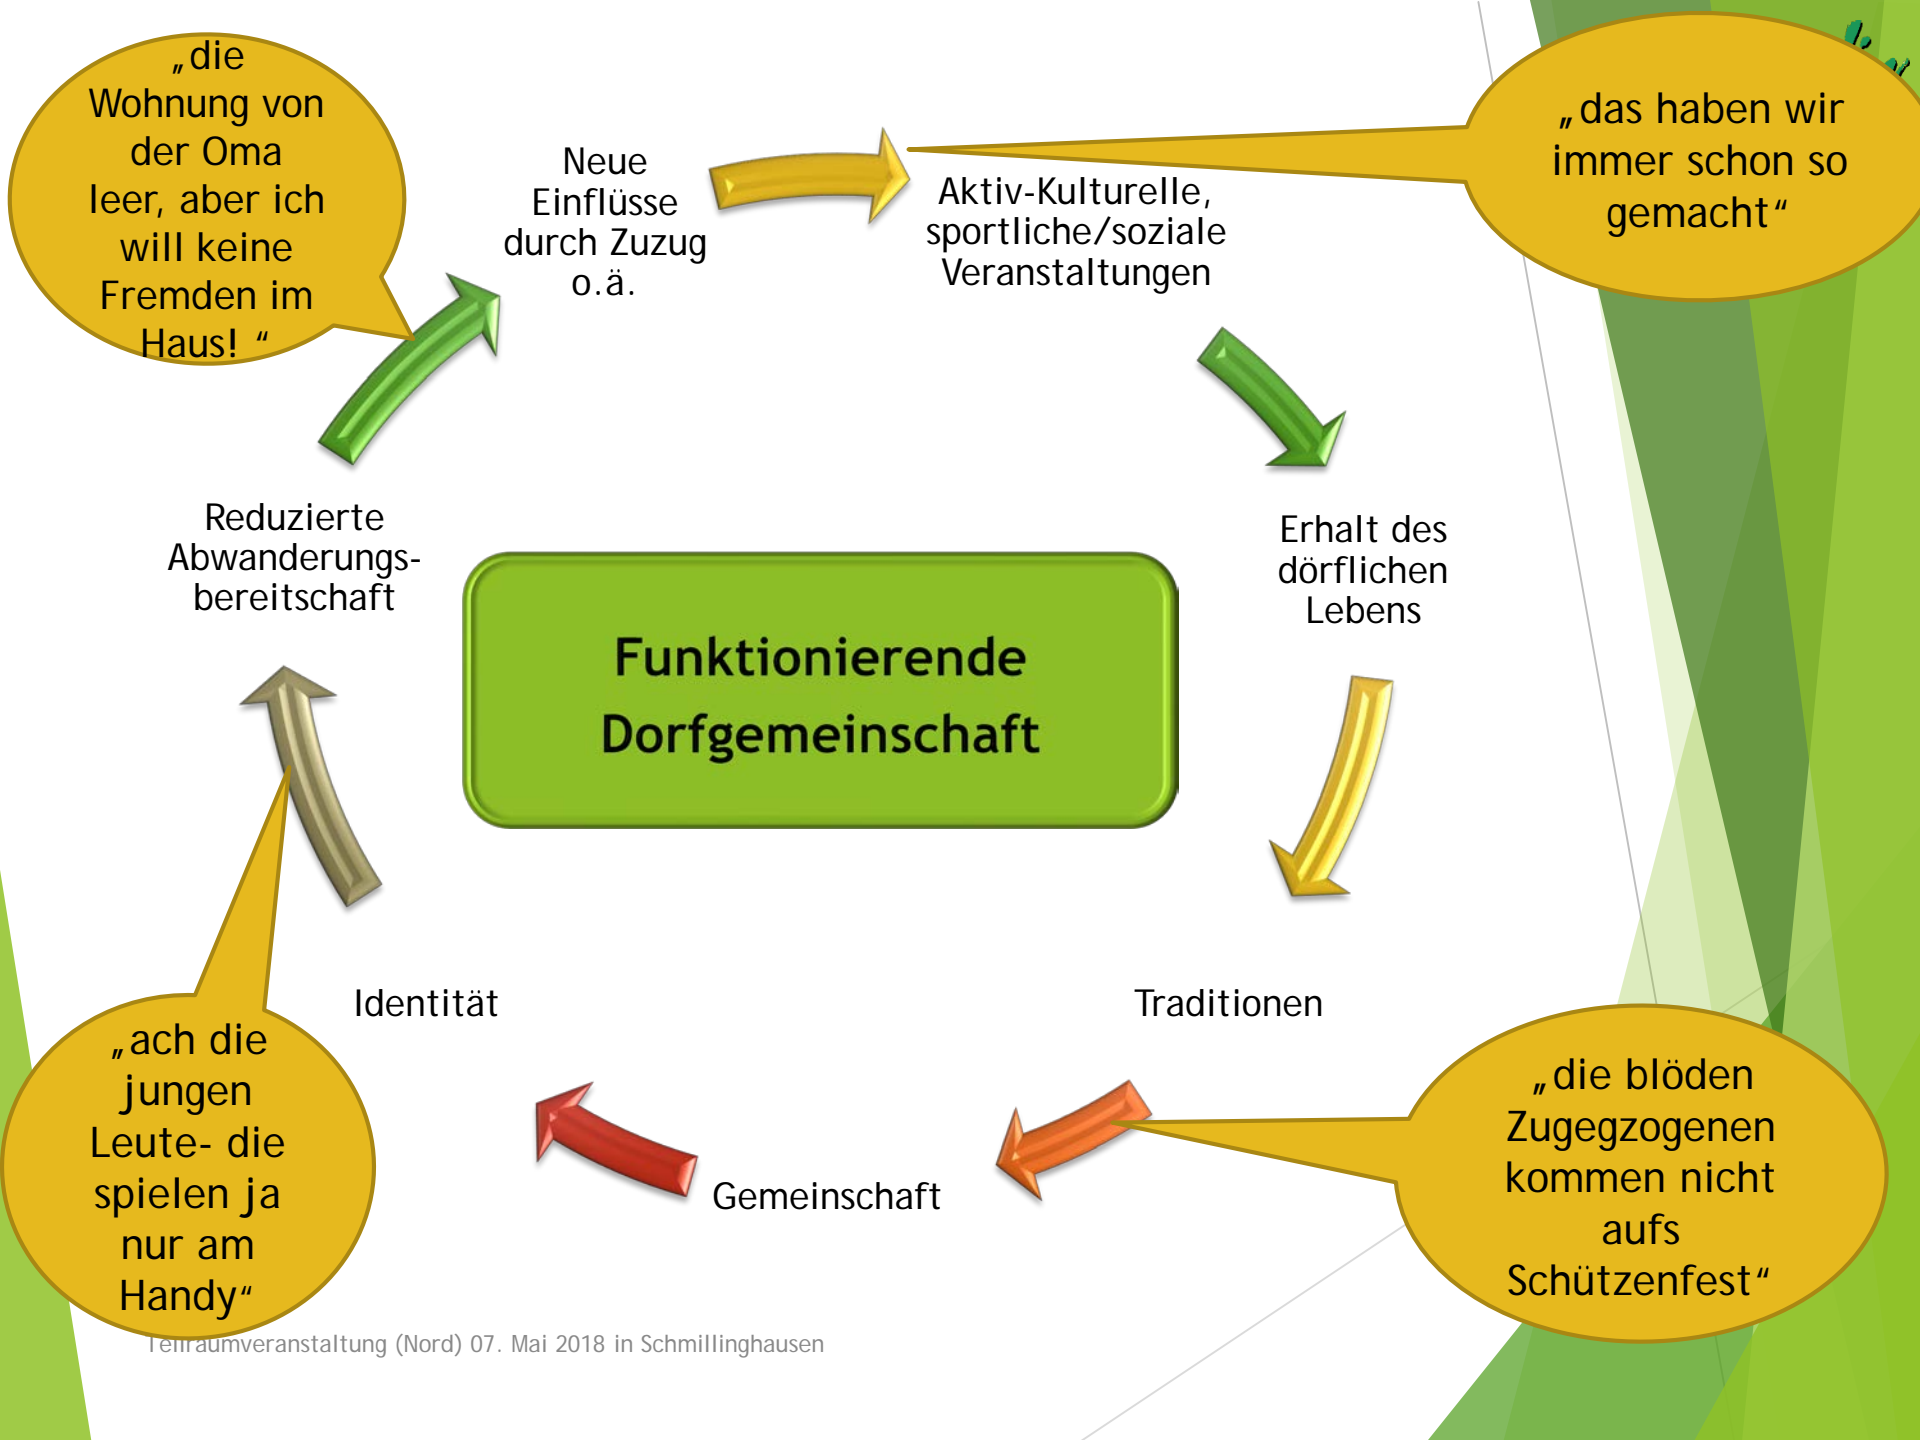 „die
Wohnung von
der Oma
leer, aber ich
will keine
Fremden im
Haus! “
Neue
Einflüsse
durch Zuzug
o.ä.
Aktiv-Kulturelle,
sportliche/soziale
Veranstaltungen
„das haben wir
immer schon so
gemacht“
Reduzierte
Abwanderungs-
bereitschaft
Erhalt des
dörflichen
Lebens
Funktionierende
Dorfgemeinschaft
Identität
Traditionen
Gemeinschaft
„ach die
jungen
Leute- die
spielen ja
nur am
Handy“
„die blöden
Zugegzogenen
kommen nicht
aufs
Schützenfest“
Teilraumveranstaltung (Nord) 07. Mai 2018 in Schmillinghausen